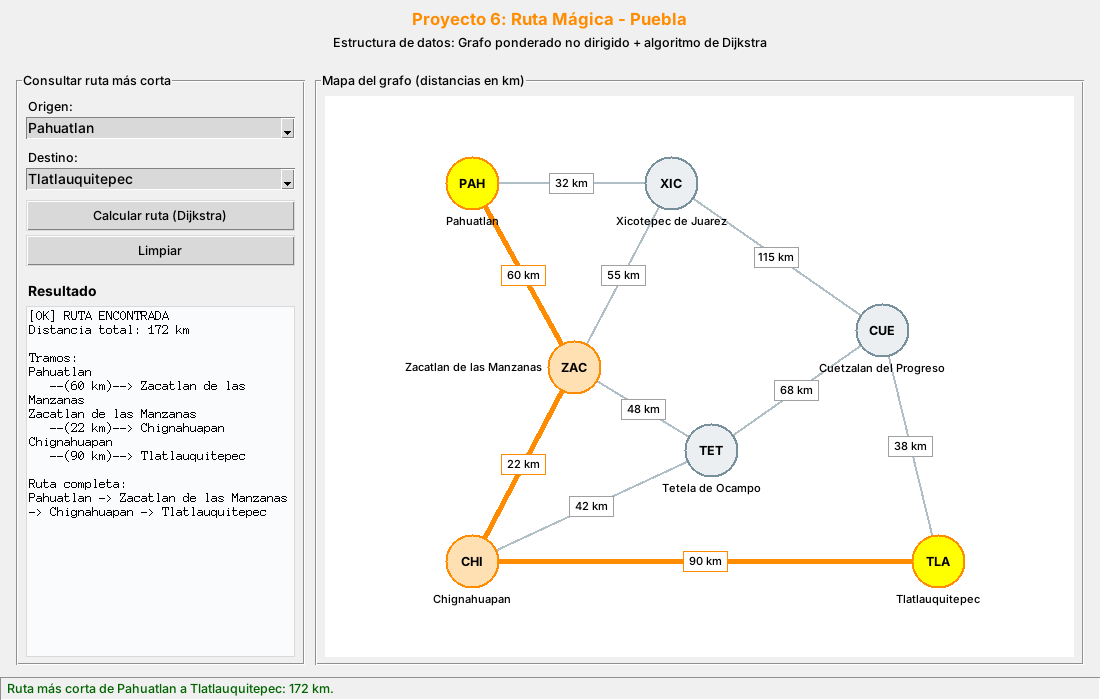 Proyecto 6: Ruta Mágica - Puebla
Estructura de datos: Grafo ponderado no dirigido + algoritmo de Dijkstra
Consultar ruta más corta
Origen:
Pahuatlan
Destino:
Tlatlauquitepec
Calcular ruta (Dijkstra)
Limpiar
Resultado
[OK] RUTA ENCONTRADA
Distancia total: 172 km
Tramos:
Pahuatlan
--(60 km)--> Zacatlan de las
Manzanas
Zacatlan de las Manzanas
--(22 km)--> Chignahuapan
Chignahuapan
--(90 km)--> Tlatlauquitepec
Ruta completa:
Pahuatlan -> Zacatlan de las Manzanas
-> Chignahuapan -> Tlatlauquitepec
Mapa del grafo (distancias en km)
PAH
32 km
XIC
Pahuatlan
Xicotepec de Juarez
115 km
60 km
55 km
CUE
Zacatlan de las Manzanas
ZAC
Cuetzalan del Progreso
68 km
48 km
38 km
TET
22 km
Tetela de Ocampo
42 km
CHI
90 km
TLA
Chignahuapan
Tlatlauquitepec
Ruta más corta de Pahuatlan a Tlatlauquitepec: 172 km.